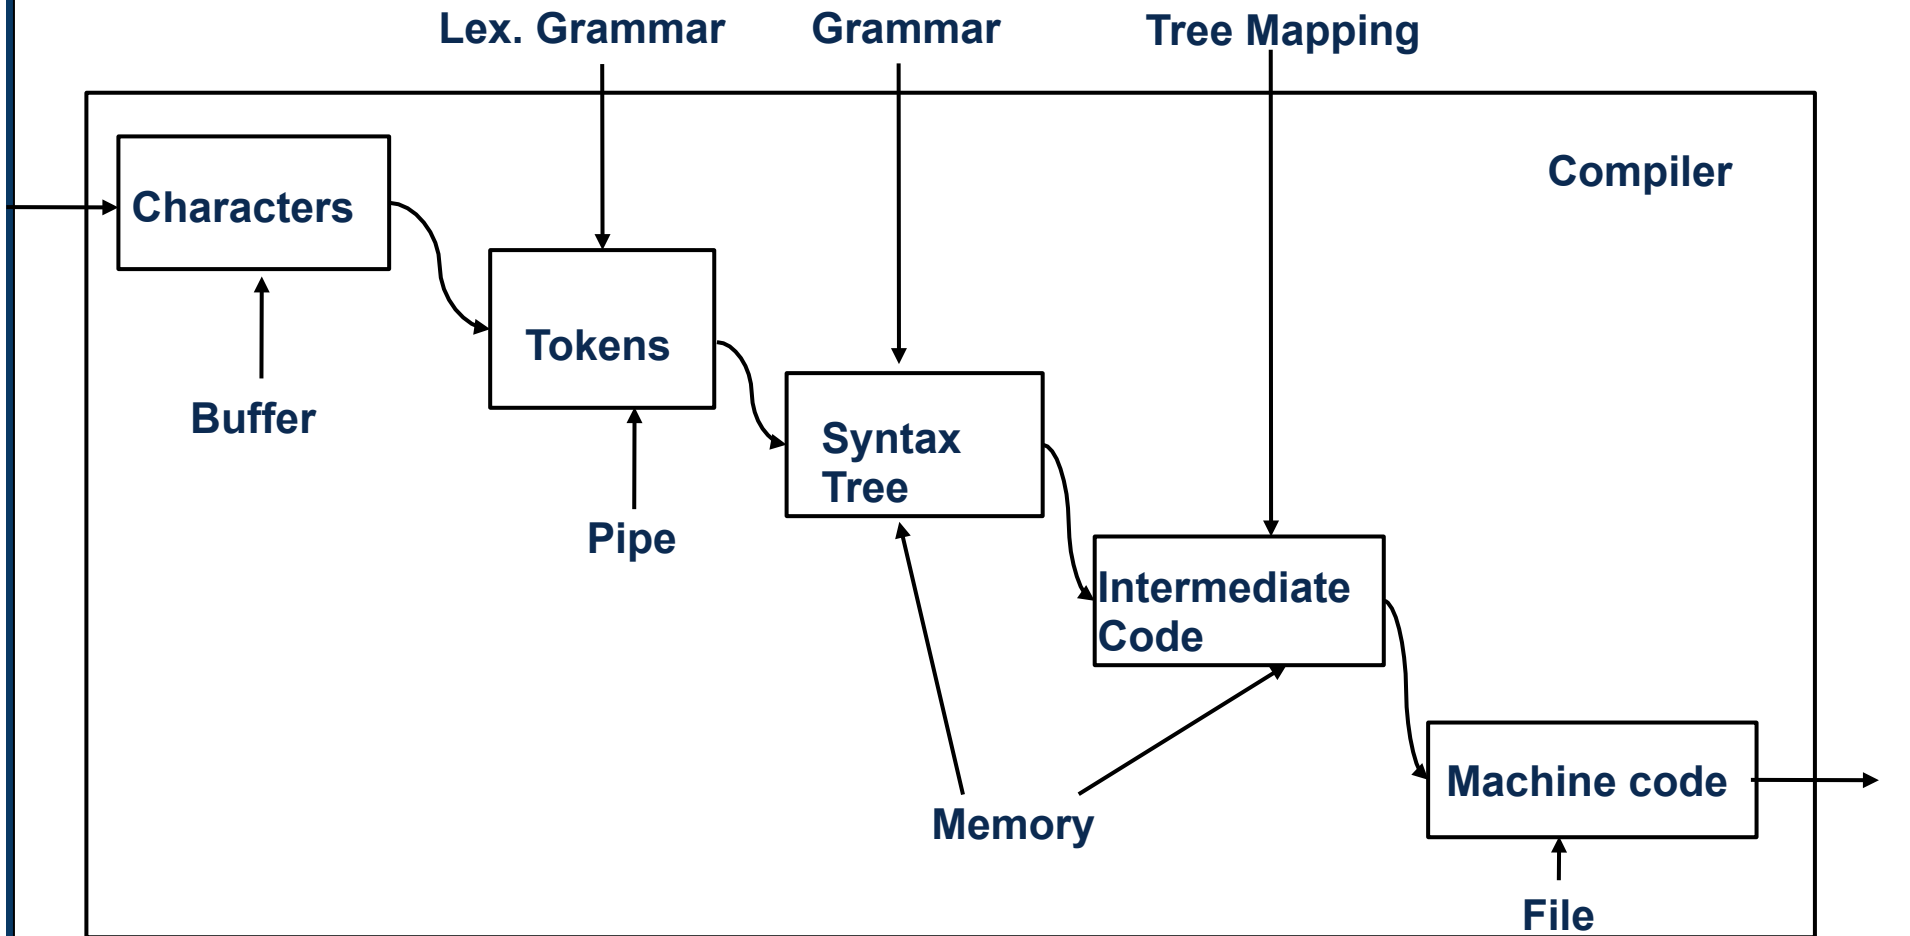 Lex. Grammar
Grammar
Tree Mapping
Compiler
Characters
Tokens
Buffer
Syntax
Tree
Pipe
Intermediate
Code
Machine code
Memory
File